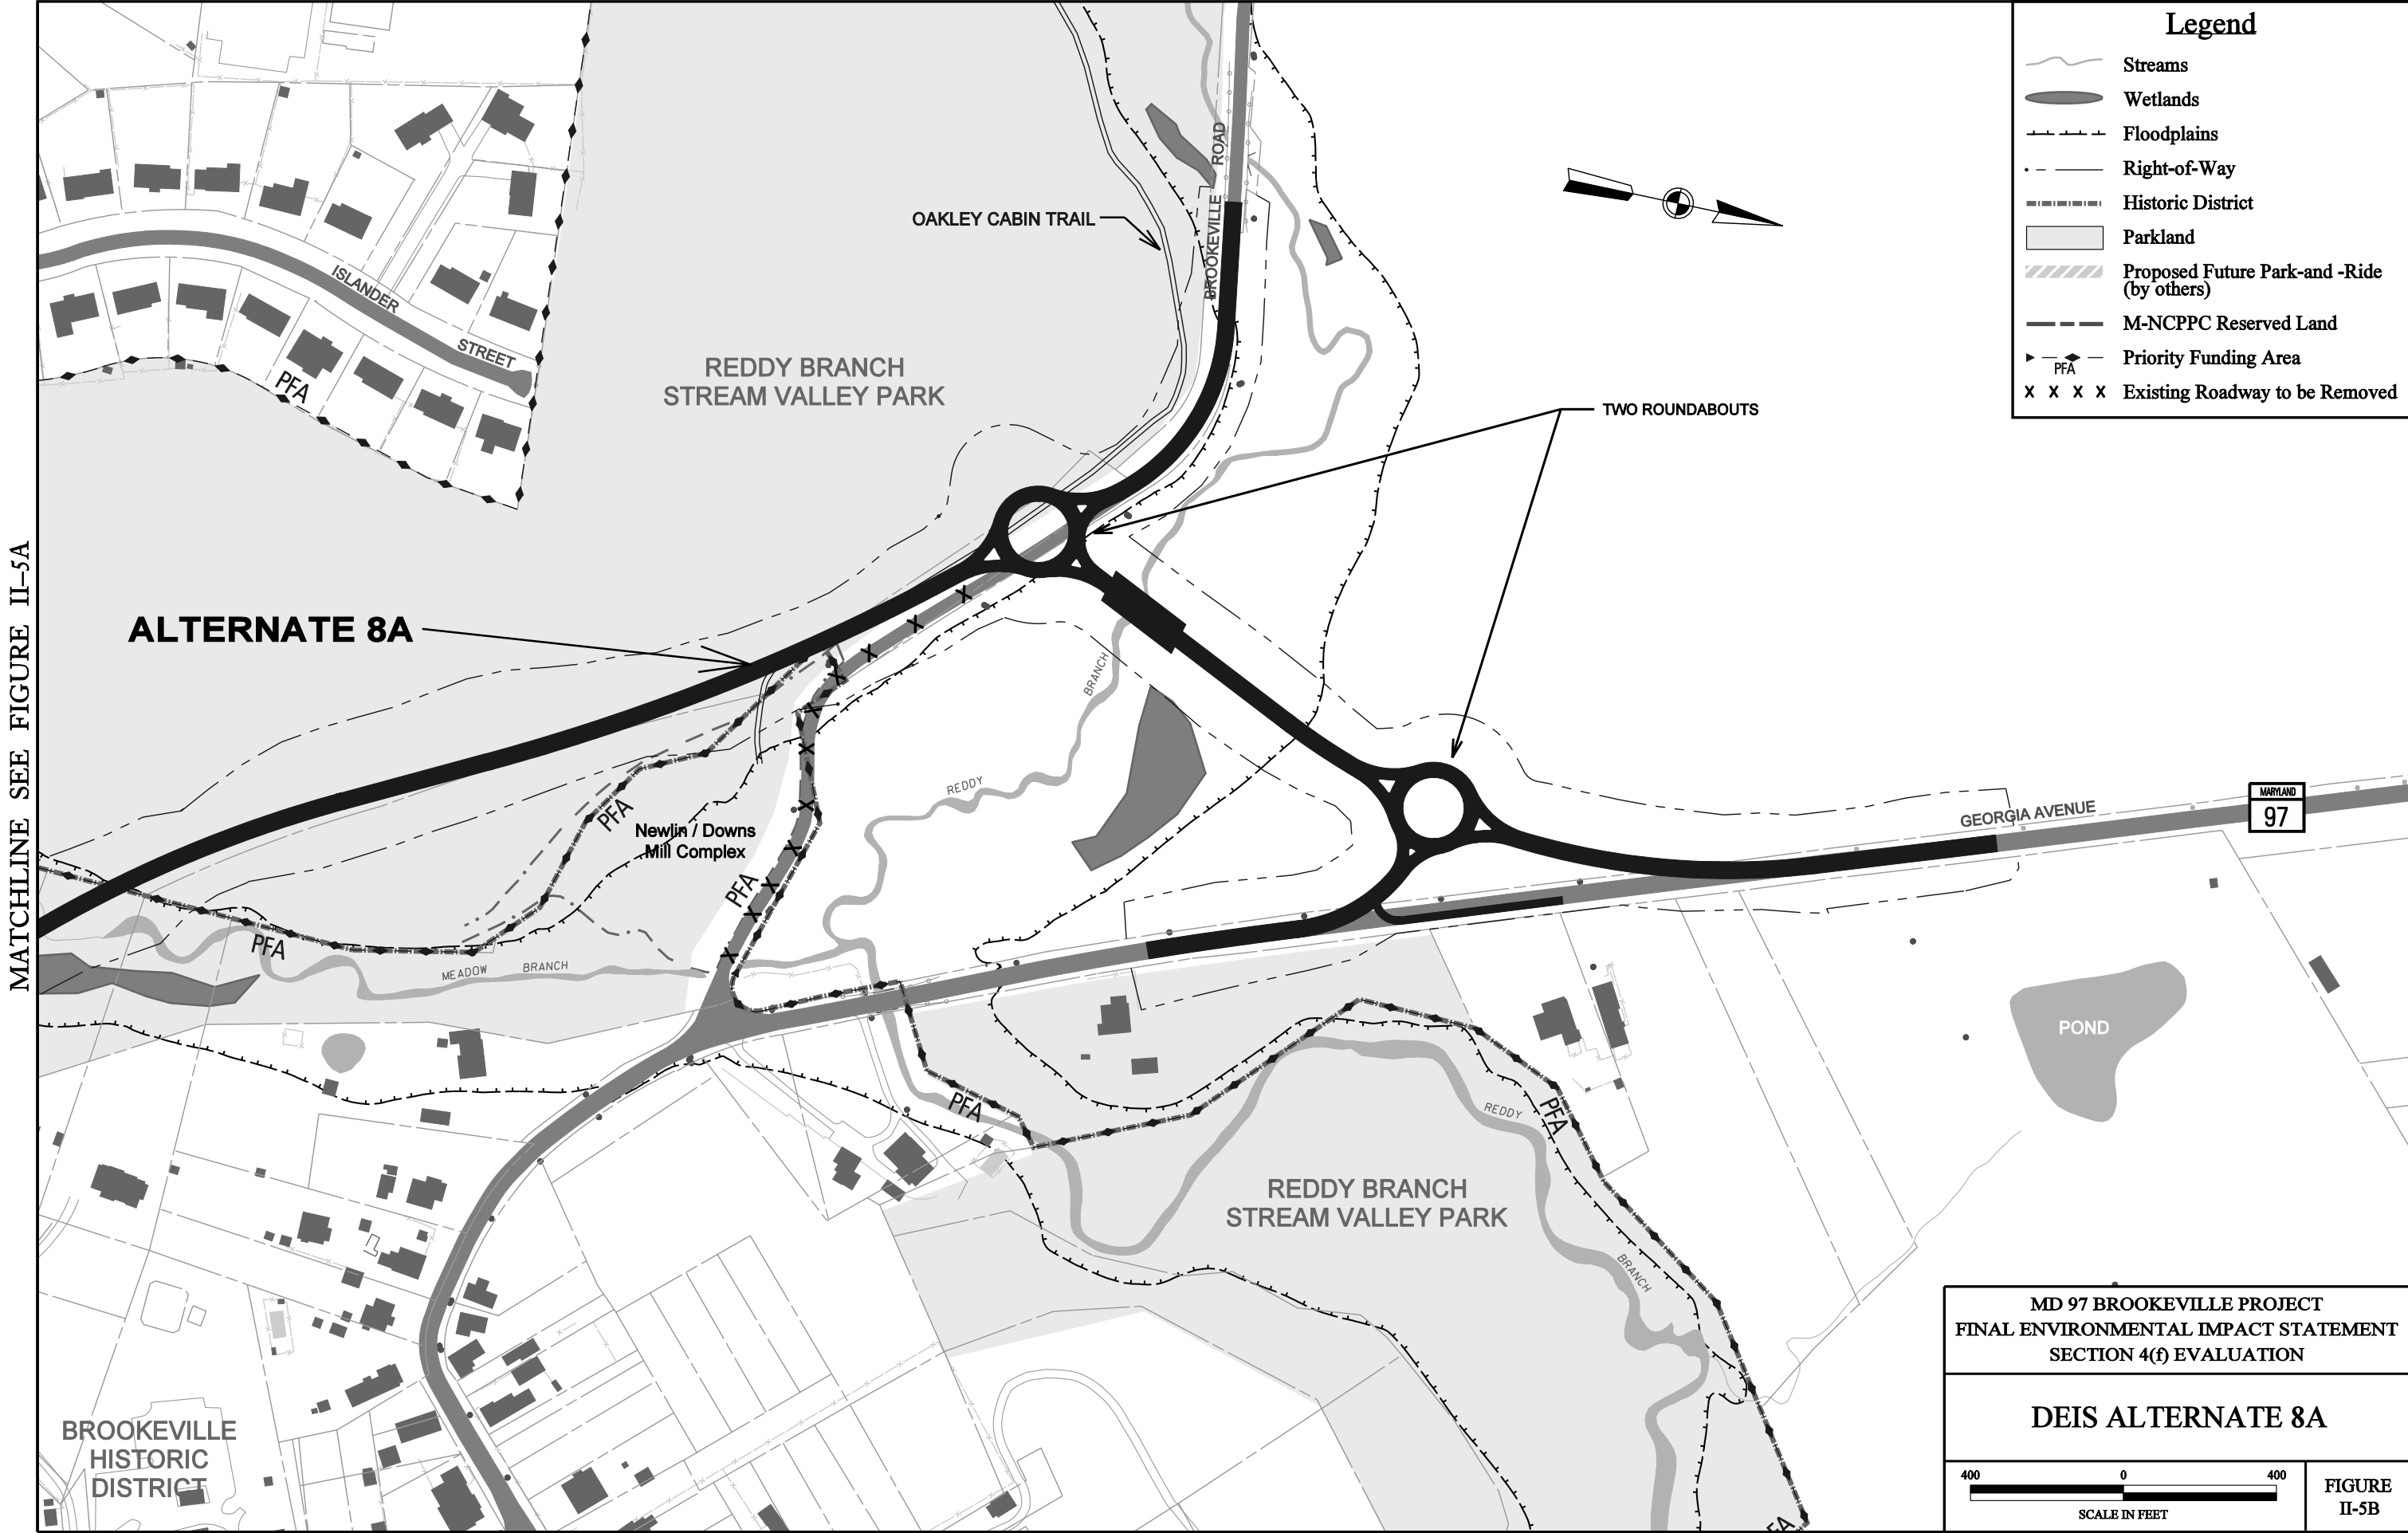 Legend
Streams
Wetlands
Floodplains
Right-of-Way
Historic District
Parkland
Proposed Future Park-and -Ride
(by others)
M-NCPPC Reserved Land
PFA
Priority Funding Area
X X X X Existing Roadway to be Removed
BROOKEVILLE ROAD
OAKLEY CABIN TRAIL
ISLANDER
STREET
PFA
REDDY BRANCH
STREAM VALLEY PARK
TWO ROUNDABOUTS
MATCHLINE SEE FIGURE II-5A
ALTERNATE 8A
X
X
X
X
X
X
X
X
X
X
X
BRANCH
REDDY
PFA
Newlin / Downs
Mill Complex
PFA
PFA
MEADOW BRANCH
GEORGIA AVENUE
MARYLAND
97
POND
PFA
REDDY
PFA
REDDY BRANCH
STREAM VALLEY PARK
BRANCH
BROOKEVILLE
HISTORIC
DISTRICT
PFA
MD 97 BROOKEVILLE PROJECT
FINAL ENVIRONMENTAL IMPACT STATEMENT
SECTION 4(f) EVALUATION
DEIS ALTERNATE 8A
400 0 400
SCALE IN FEET
FIGURE
II-5B